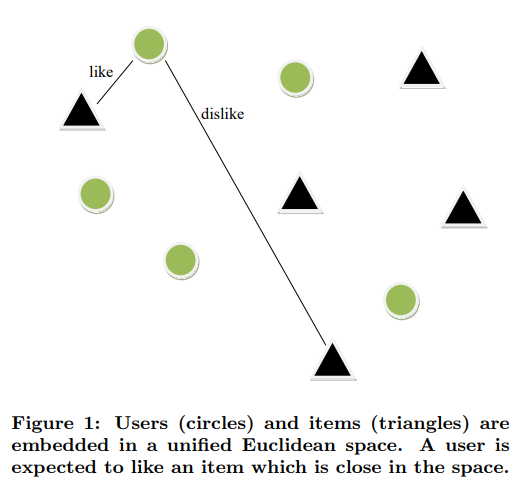 like
dislike
Figure 1: Users (circles) and items (triangles) are
embedded in a unified Euclidean space. A user is
expected to like an item which is close in the space.